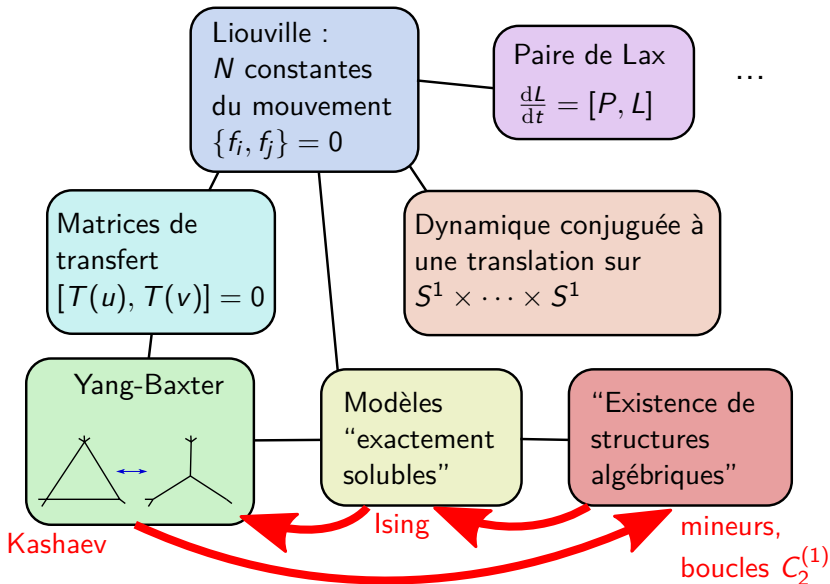 Liouville :
N constantes
du mouvement
{f_i, f_j} = 0
Paire de Lax
dL/dt = [P, L]
...
Matrices de
transfert
[T(u), T(v)] = 0
Dynamique conjuguée à
une translation sur
S^1 × ⋯ × S^1
Yang-Baxter
Modèles
“exactement
solubles”
“Existence de
structures
algébriques”
Kashaev
Ising
mineurs,
boucles C_2^{(1)}